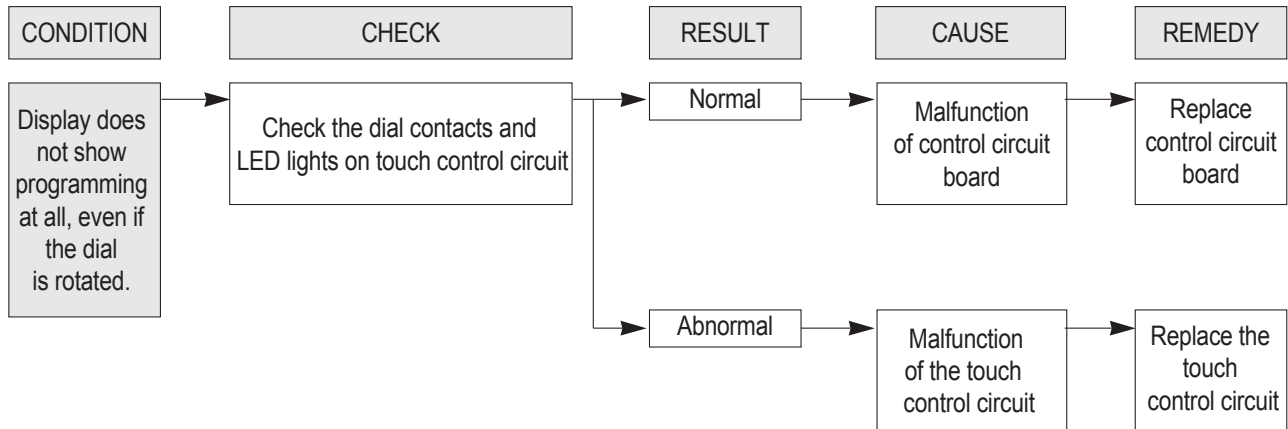 CONDITION
CHECK
RESULT
CAUSE
REMEDY
Display does
not show
programming
at all, even if
the dial
is rotated.
Check the dial contacts and
LED lights on touch control circuit
Normal
Malfunction
of control circuit
board
Replace
control circuit
board
Abnormal
Malfunction
of the touch
control circuit
Replace the
touch
control circuit